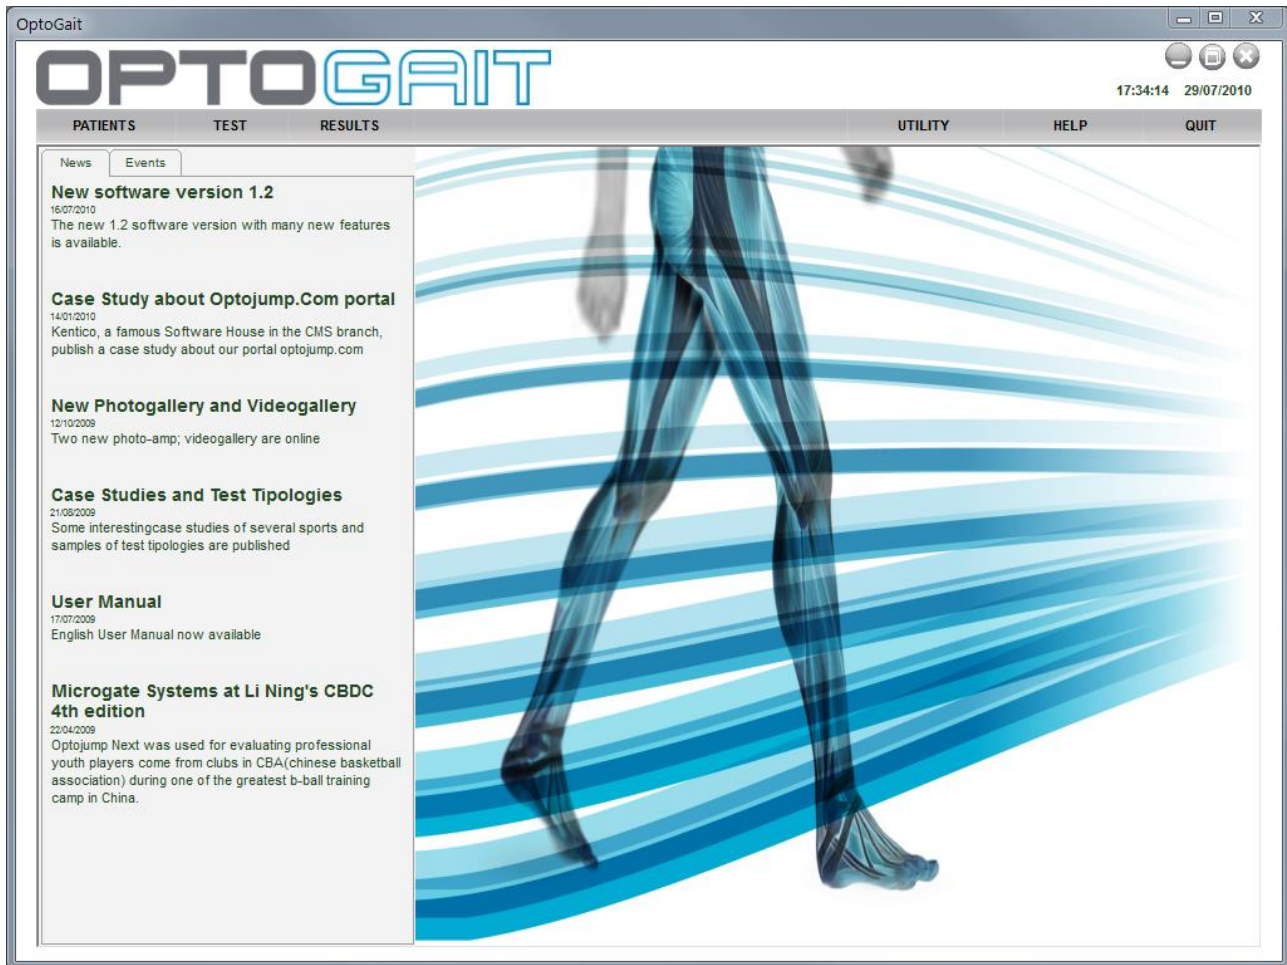 OptoGait
OPTOGAIT
17:34:14 29/07/2010
PATIENTS TEST RESULTS UTILITY HELP QUIT
News Events
New software version 1.2
16/07/2010
The new 1.2 software version with many new features
is available.
Case Study about Optojump.Com portal
14/01/2010
Kentico, a famous Software House in the CMS branch,
publish a case study about our portal optojump.com
New Photogallery and Videogallery
12/10/2009
Two new photo-amp; videogallery are online
Case Studies and Test Tipologies
21/08/2009
Some interestingcase studies of several sports and
samples of test tipologies are published
User Manual
17/07/2009
English User Manual now available
Microgate Systems at Li Ning's CBDC
4th edition
22/04/2009
Optojump Next was used for evaluating professional
youth players come from clubs in CBA(chinese basketball
association) during one of the greatest b-ball training
camp in China.